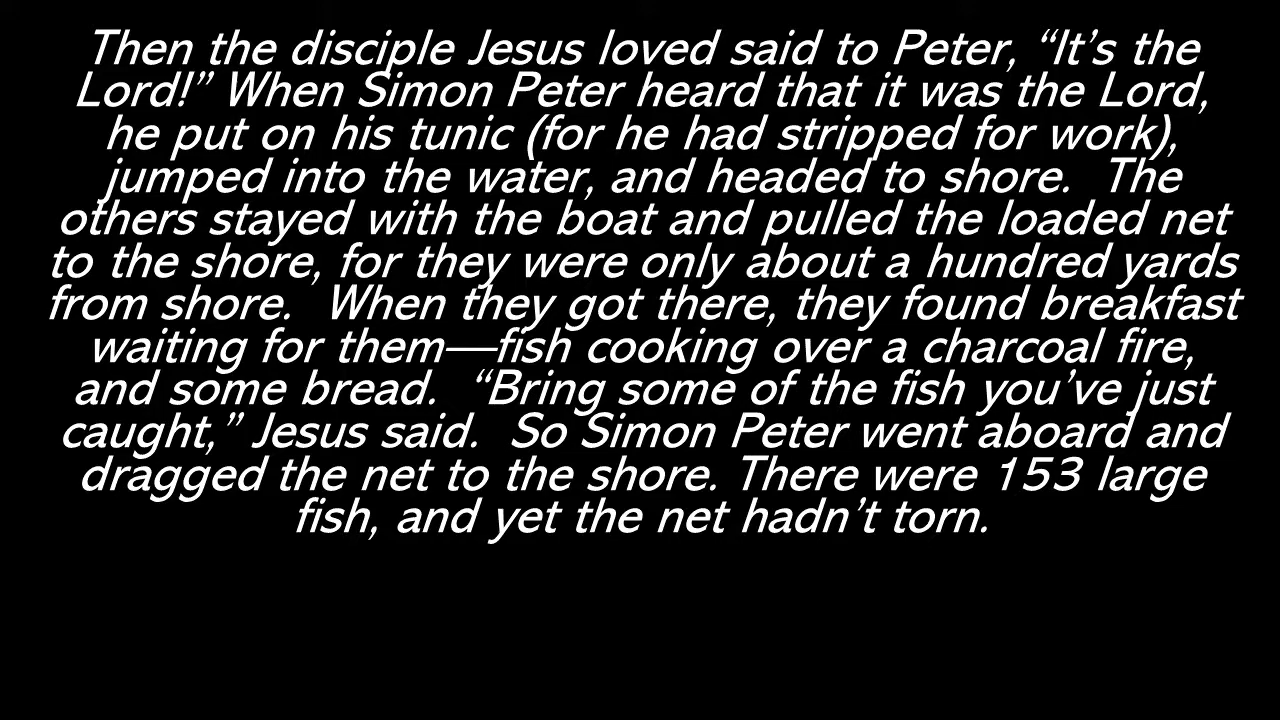 Then the disciple Jesus loved said to Peter, “It’s the
Lord!” When Simon Peter heard that it was the Lord,
he put on his tunic (for he had stripped for work),
jumped into the water, and headed to shore.  The
others stayed with the boat and pulled the loaded net
to the shore, for they were only about a hundred yards
from shore.  When they got there, they found breakfast
waiting for them—fish cooking over a charcoal fire,
and some bread.  “Bring some of the fish you’ve just
caught,” Jesus said.  So Simon Peter went aboard and
dragged the net to the shore. There were 153 large
fish, and yet the net hadn’t torn.